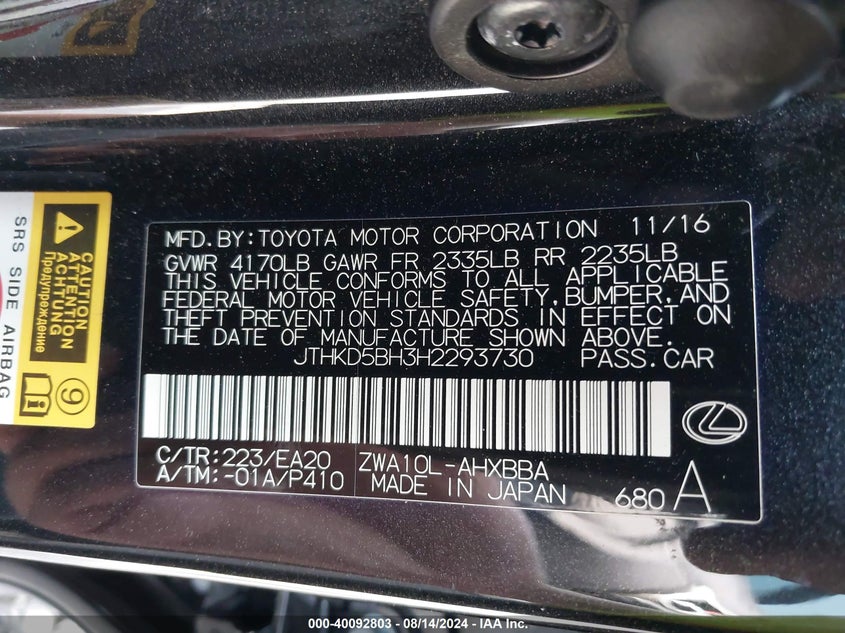 MFD. BY: TOYOTA MOTOR CORPORATION 11/16
GVWR 4170LB GAWR FR 2335LB RR 2235LB
THIS VEHICLE CONFORMS TO ALL APPLICABLE
FEDERAL MOTOR VEHICLE SAFETY, BUMPER, AND
THEFT PREVENTION STANDARDS IN EFFECT ON
THE DATE OF MANUFACTURE SHOWN ABOVE.
JTHKD5BH3H2293730 PASS. CAR
C/TR: 223/EA20 ZWA10L-AHXBBA
A/TM: -01A/P410 MADE IN JAPAN 680 A
SRS SIDE AIRBAG
CAUTION
ATTENTION
ACHTUNG
Предупреждение
9
000-40092803 - 08/14/2024 - IAA Inc.